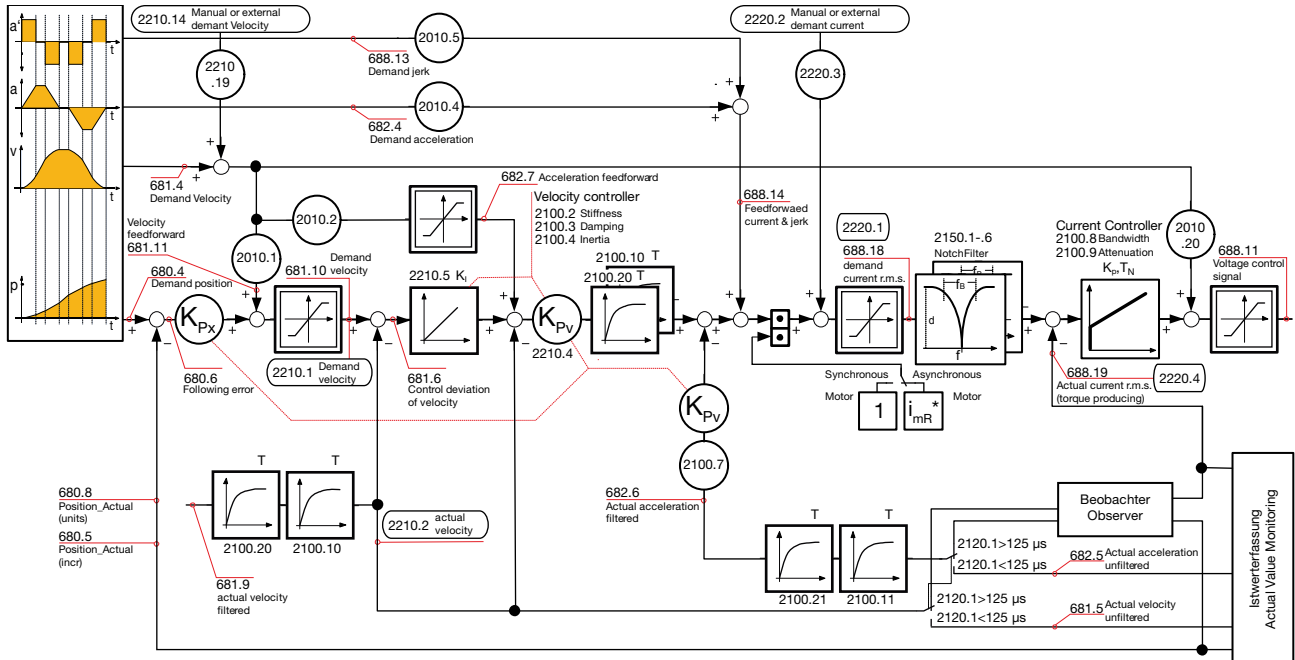 a'
t
a
t
v
t
p
t
2210.14 Manual or external
demant Velocity
2210
.19
688.13
Demand jerk
2010.5
682.4
Demand acceleration
2010.4
2220.2 Manual or external
demant current
2220.3
681.4
Demand Velocity
Velocity
feedforward
681.11
2010.1
2010.2
680.4
Demand position
682.7 Acceleration feedforward
Velocity controller
2100.2 Stiffness
2100.3 Damping
2100.4 Inertia
688.14
Feedforwaed
current & jerk
2220.1
688.18
demand
current r.m.s.
2150.1-.6
NotchFilter
fB
fB
d
f
Current Controller
2100.8 Bandwidth
2100.9 Attenuation
KP, TN
2010
.20
688.11
Voltage control
signal
Demand
velocity
681.10
2210.5 KI
2100.10 T
2100.20 T
KPx
KPv
2210.4
680.6
Following error
2210.1 Demand
velocity
681.6
Control deviation
of velocity
Synchronous
Motor
1
Asynchronous
Motor
imR*
688.19
Actual current r.m.s.
(torque producing)
2220.4
KPv
2100.7
682.6
Actual acceleration
filtered
680.8
Position_Actual
(units)
680.5
Position_Actual
(incr)
T
T
2100.20
2100.10
681.9
actual velocity
filtered
2210.2 actual
velocity
T
T
2100.21
2100.11
Beobachter
Observer
2120.1>125 µs
2120.1<125 µs
682.5 Actual acceleration
unfiltered
2120.1>125 µs
2120.1<125 µs
681.5 Actual velocity
unfiltered
Istwerterfassung
Actual Value Monitoring